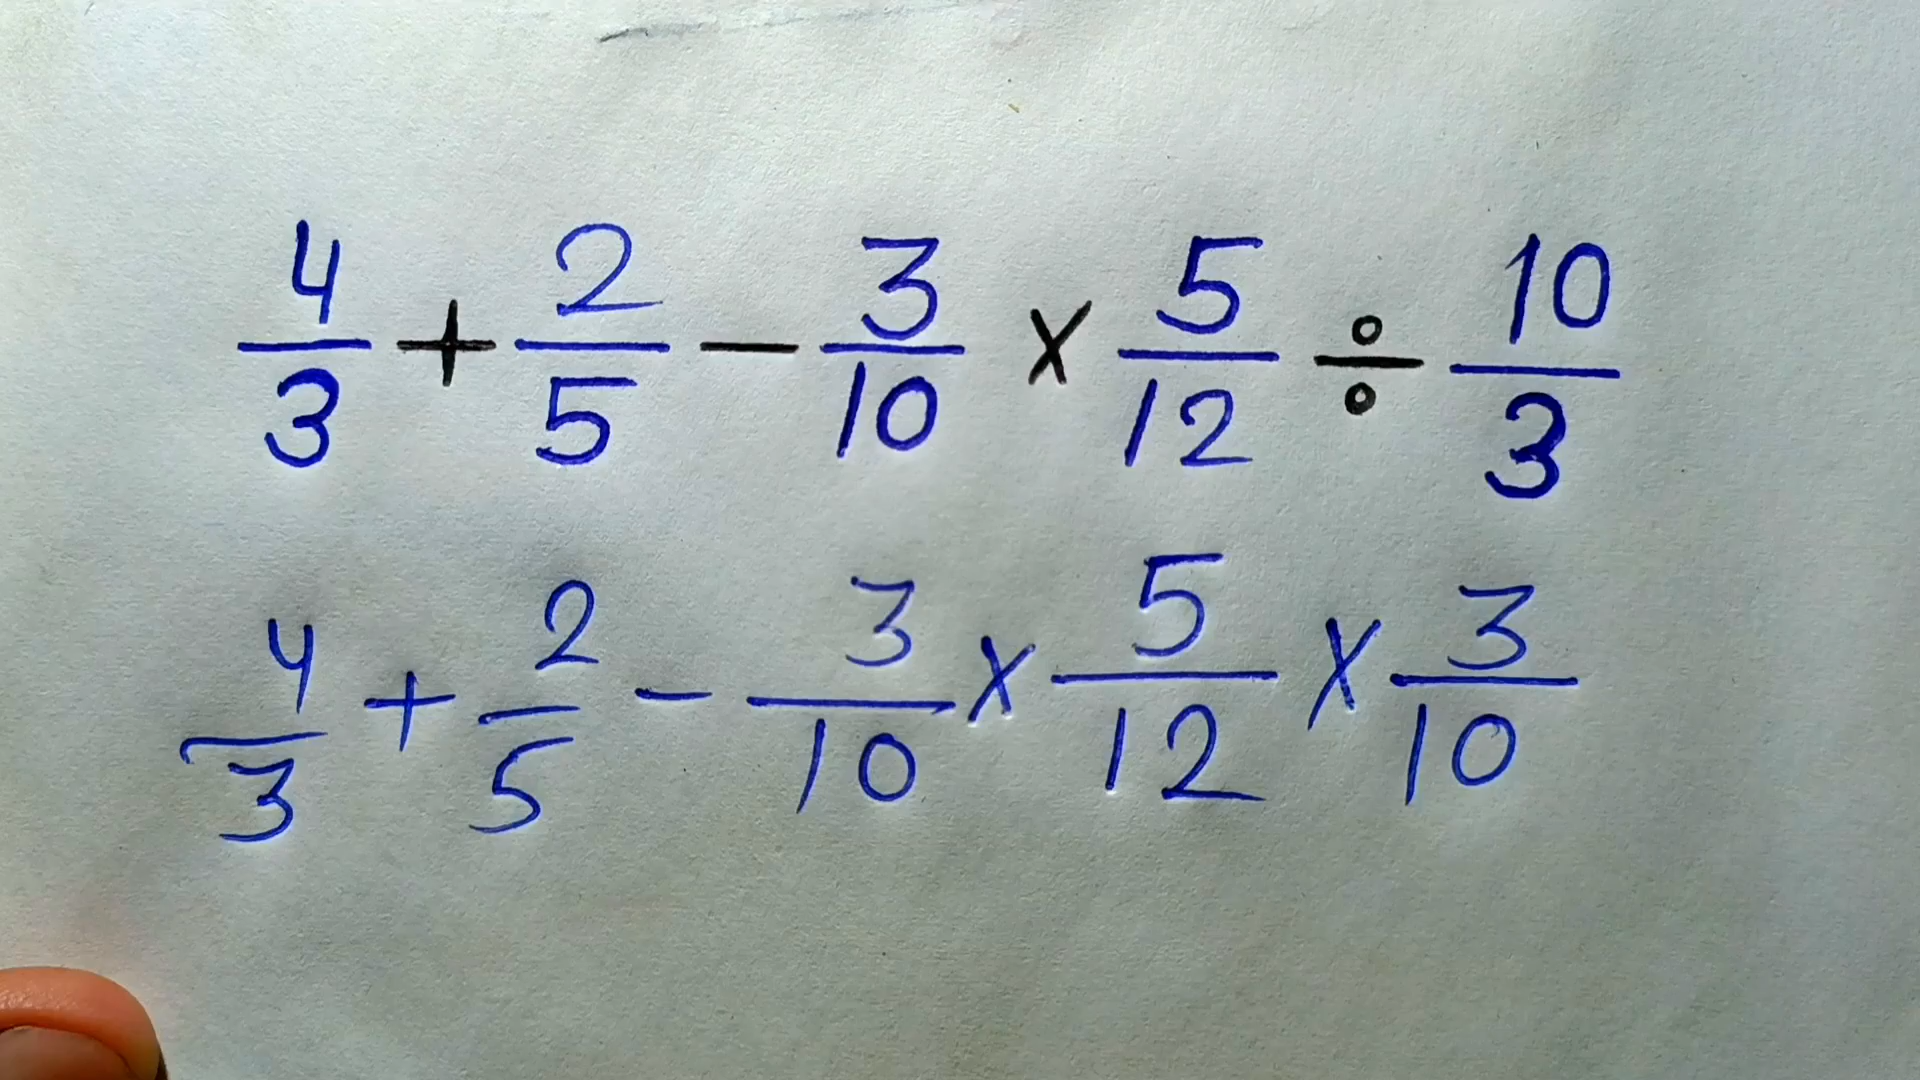 4/3 + 2/5 − 3/10 × 5/12 ÷ 10/3
4/3 + 2/5 − 3/10 × 5/12 × 3/10